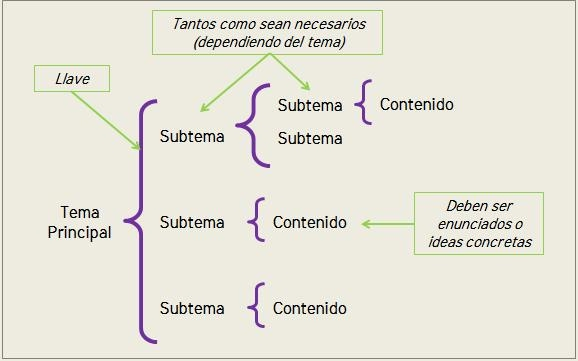 Tantos como sean necesarios
(dependiendo del tema)
Llave
Subtema
Contenido
Subtema
Subtema
Tema
Principal
Subtema
Contenido
Deben ser
enunciados o
ideas concretas
Subtema
Contenido